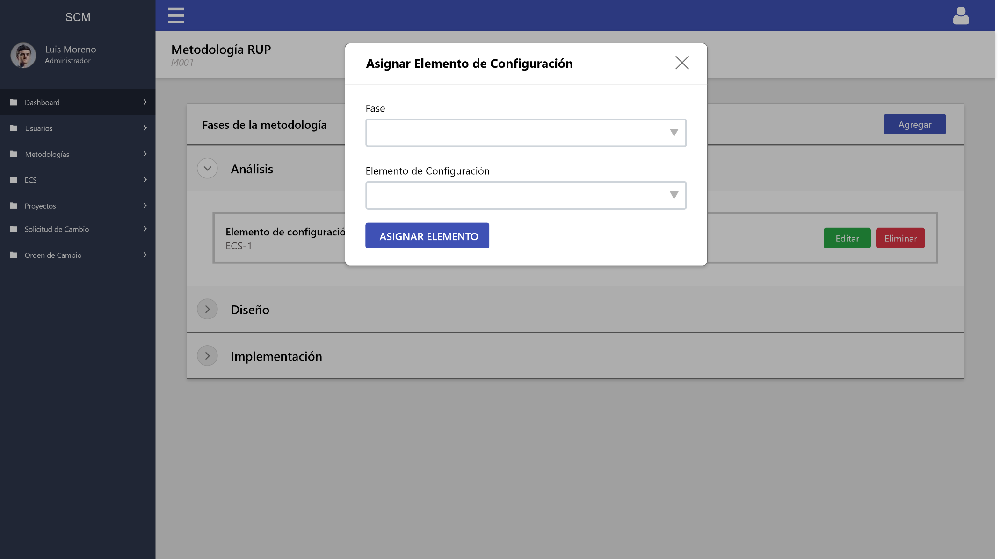 SCM
Luis Moreno
Administrador
Dashboard
Usuarios
Metodologías
ECS
Proyectos
Solicitud de Cambio
Orden de Cambio
Metodología RUP
M001
Fases de la metodología
Agregar
Análisis
Elemento de configuració
ECS-1
Editar
Eliminar
Diseño
Implementación
Asignar Elemento de Configuración
Fase
Elemento de Configuración
ASIGNAR ELEMENTO